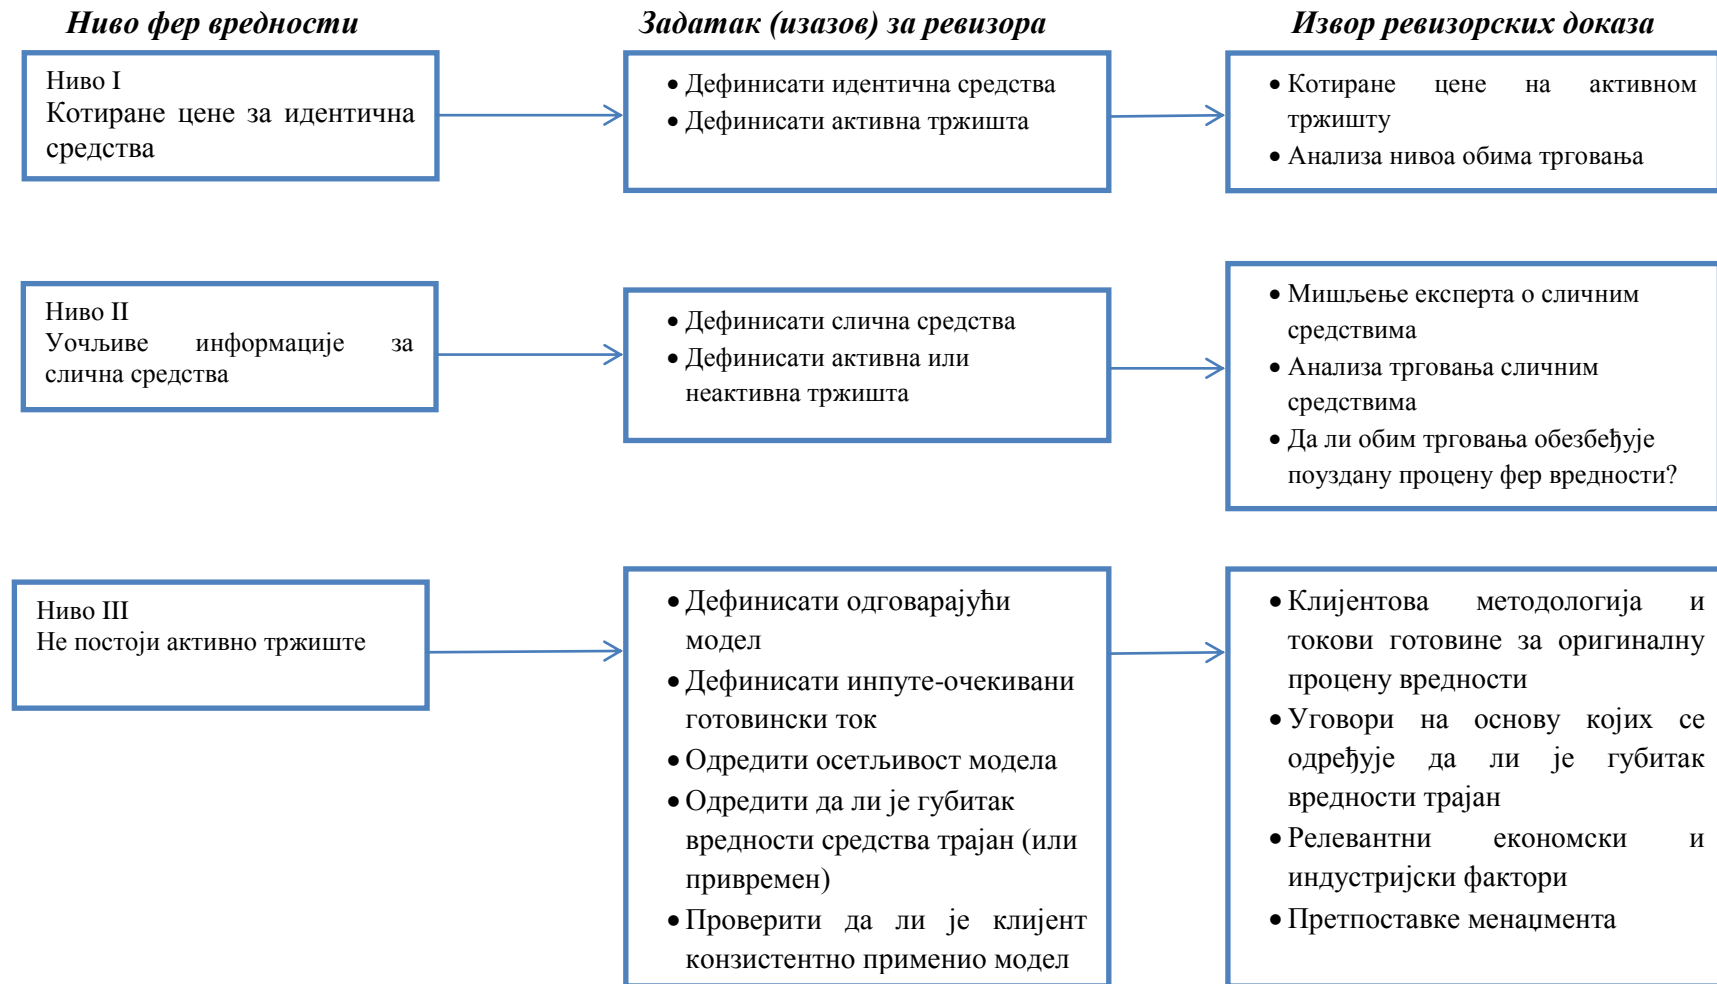 Ниво фер вредности
Задатак (изазов) за ревизора
Извор ревизорских доказа
Ниво I
Котиране цене за идентична
средства
• Дефинисати идентична средства
• Дефинисати активна тржишта
• Котиране цене на активном
тржишту
• Анализа нивоа обима трговања
Ниво II
Уочљиве информације за
слична средства
• Дефинисати слична средства
• Дефинисати активна или
неактивна тржишта
• Мишљење експерта о сличним
средствима
• Анализа трговања сличним
средствима
• Да ли обим трговања обезбеђује
поуздану процену фер вредности?
Ниво III
Не постоји активно тржиште
• Дефинисати одговарајући
модел
• Дефинисати инпуте-очекивани
готовински ток
• Одредити осетљивост модела
• Одредити да ли је губитак
вредности средства трајан (или
привремен)
• Проверити да ли је клијент
конзистентно применио модел
• Клијентова методологија и
токови готовине за оригиналну
процену вредности
• Уговори на основу којих се
одређује да ли је губитак
вредности трајан
• Релевантни економски и
индустријски фактори
• Претпоставке менаџмента